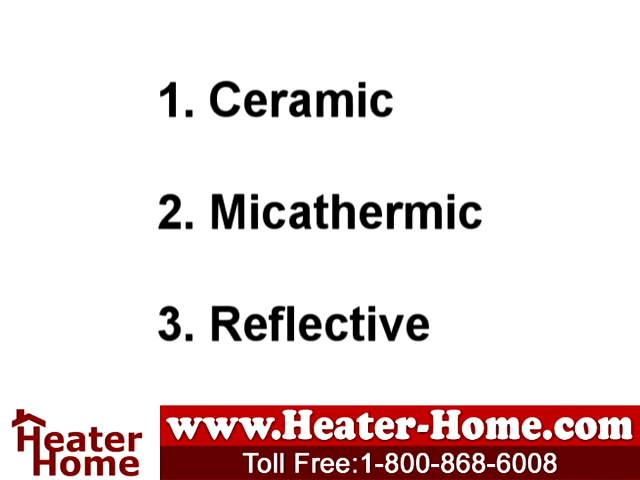 1. Ceramic
2. Micathermic
3. Reflective
Heater
Home
www.Heater-Home.com
Toll Free:1-800-868-6008